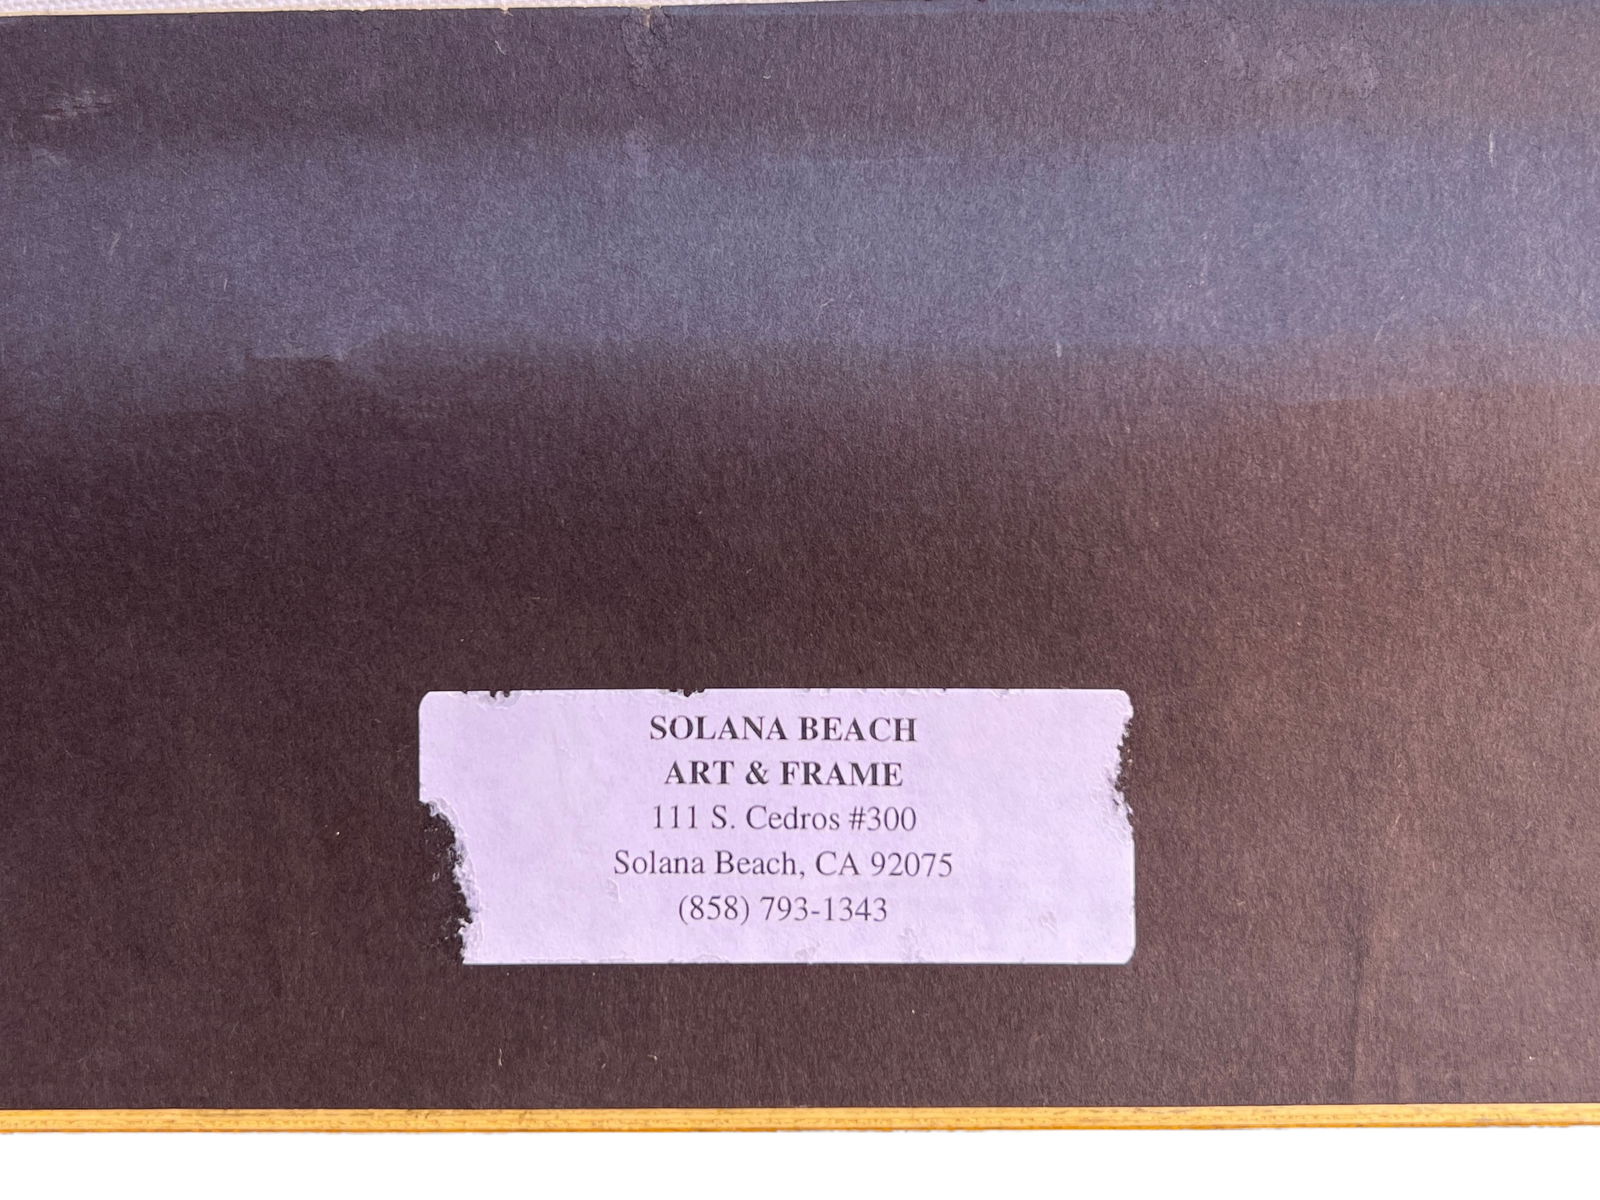 SOLANA BEACH
ART & FRAME
111 S. Cedros #300
Solana Beach, CA 92075
(858) 793-1343